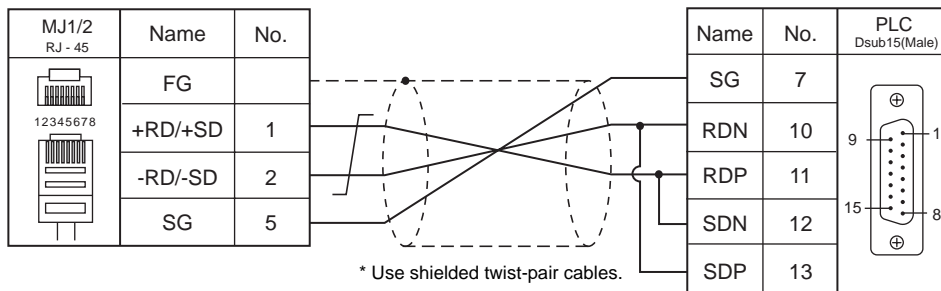 MJ1/2 Name No.
RJ - 45
FG
12345678
+RD/+SD 1
-RD/-SD 2
SG 5
* Use shielded twist-pair cables.
Name No. PLC
Dsub15(Male)
SG 7
RDN 10
RDP 11
SDN 12
SDP 13
9 1
15 8